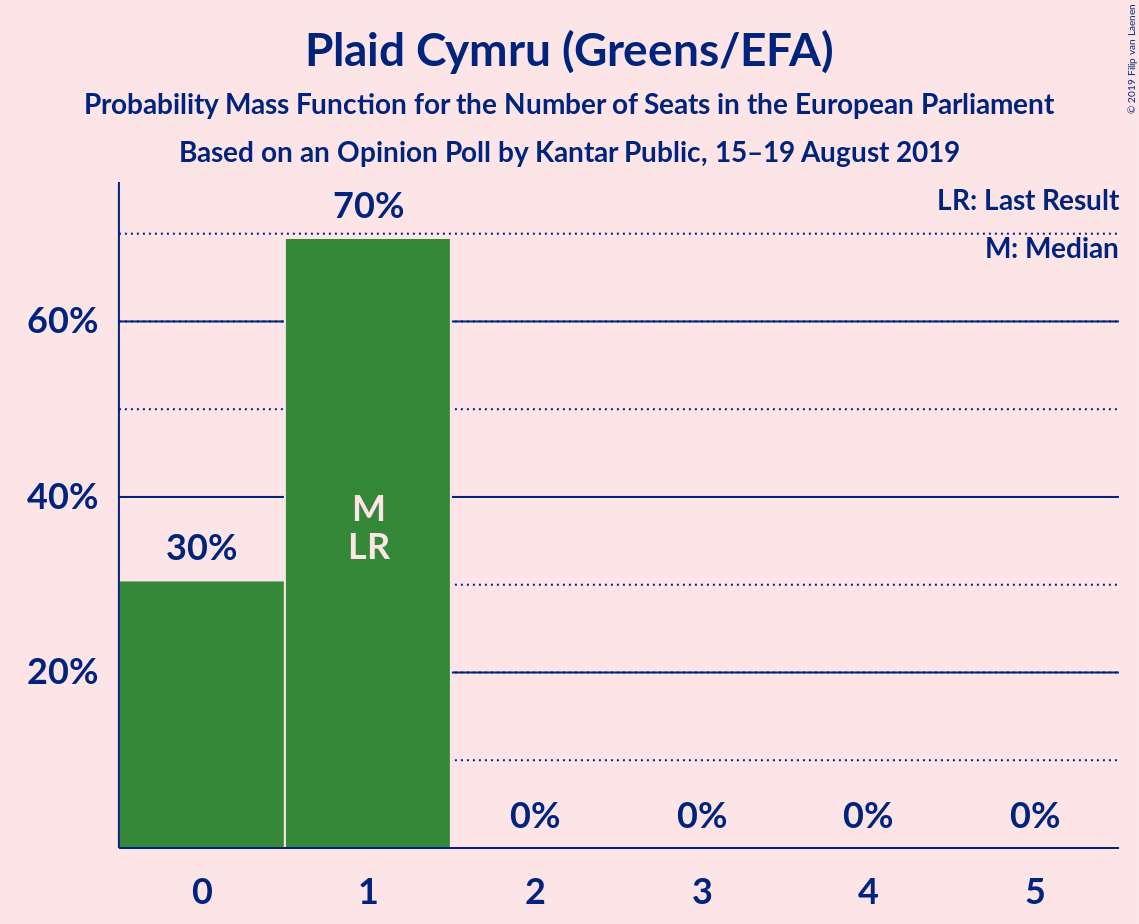 Plaid Cymru (Greens/EFA)
Probability Mass Function for the Number of Seats in the European Parliament
Based on an Opinion Poll by Kantar Public, 15–19 August 2019
© 2019 Filip van Laenen
LR: Last Result
M: Median
70%
60%
40%
30%
20%
M
LR
0%
0%
0%
0%
0
1
2
3
4
5